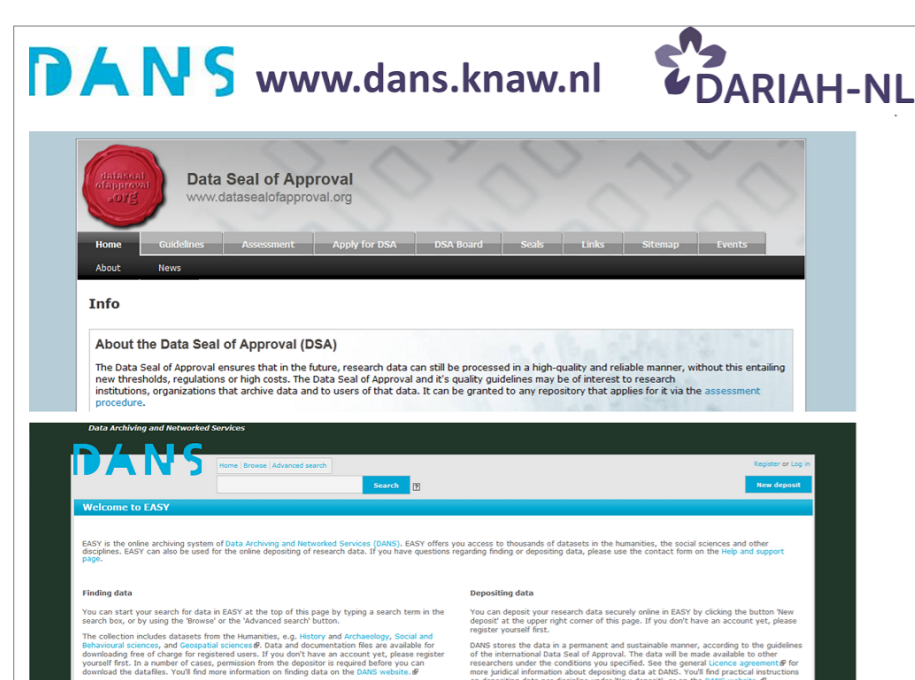 DANS www.dans.knaw.nl DARIAH-NL
dataseal
ofapproval
.org
Data Seal of Approval
www.datasealofapproval.org
Home Guidelines Assessment Apply for DSA DSA Board Seals Links Sitemap Events
About News
Info
About the Data Seal of Approval (DSA)
The Data Seal of Approval ensures that in the future, research data can still be processed in a high-quality and reliable manner, without this entailing
new thresholds, regulations or high costs. The Data Seal of Approval and it's quality guidelines may be of interest to research
institutions, organizations that archive data and to users of that data. It can be granted to any repository that applies for it via the assessment
procedure.
Data Archiving and Networked Services
DANS
Home Browse Advanced search
Register or Log in
Search ?
New deposit
Welcome to EASY
EASY is the online archiving system of Data Archiving and Networked Services (DANS). EASY offers you access to thousands of datasets in the humanities, the social sciences and other
disciplines. EASY can also be used for the online depositing of research data. If you have questions regarding finding or depositing data, please use the contact form on the Help and support
page.
Finding data
You can start your search for data in EASY at the top of this page by typing a search term in the
search box, or by using the 'Browse' or the 'Advanced search' button.
The collection includes datasets from the Humanities, e.g. History and Archaeology, Social and
Behavioural sciences, and Geospatial sciences. Data and documentation files are available for
downloading free of charge for registered users. If you don't have an account yet, please register
yourself first. In a number of cases, permission from the depositor is required before you can
download the datafiles. You'll find more information on finding data on the DANS website.
Depositing data
You can deposit your research data securely online in EASY by clicking the button 'New
deposit' at the upper right corner of this page. If you don't have an account yet, please
register yourself first.
DANS stores the data in a permanent and sustainable manner, according to the guidelines
of the international Data Seal of Approval. The data will be made available to other
researchers under the conditions you specified. See the general Licence agreement for
more juridical information about depositing data at DANS. You'll find practical instructions
on depositing data per discipline under 'New deposit', or on the DANS website.